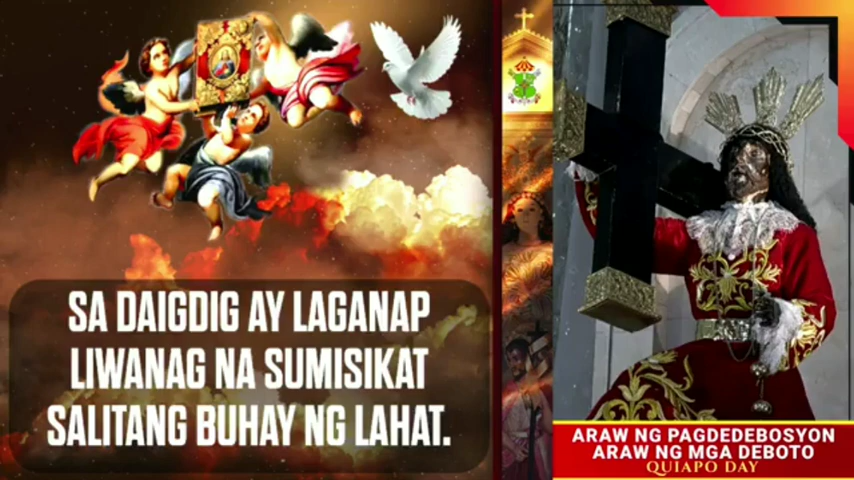 SA DAIGDIG AY LAGANAP
LIWANAG NA SUMISIKAT
SALITANG BUHAY NG LAHAT.
ARAW NG PAGDEDEBOSYON
ARAW NG MGA DEBOTO
QUIAPO DAY